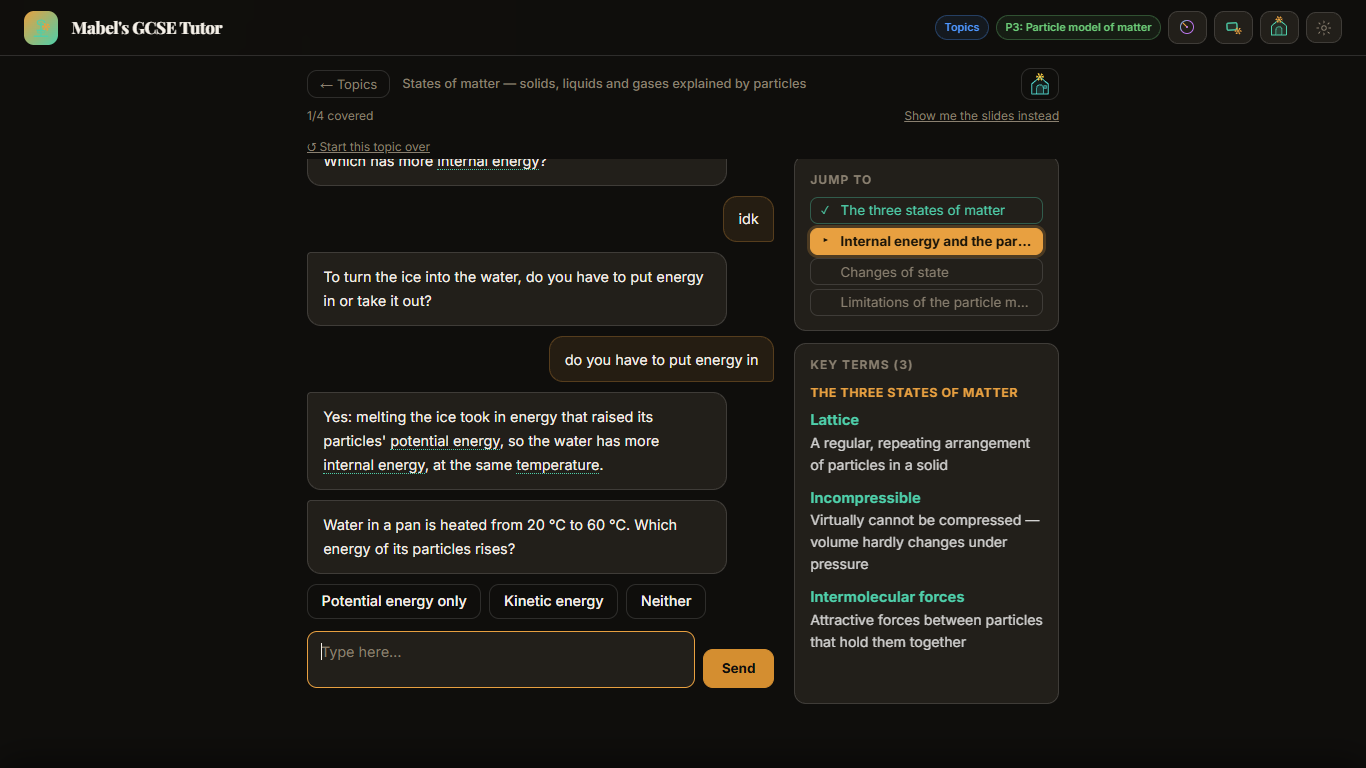 Mabel's GCSE Tutor
Topics
P3: Particle model of matter
← Topics
States of matter — solids, liquids and gases explained by particles
1/4 covered
Show me the slides instead
↺ Start this topic over
Which has more internal energy?
idk
To turn the ice into the water, do you have to put energy
in or take it out?
do you have to put energy in
Yes: melting the ice took in energy that raised its
particles' potential energy, so the water has more
internal energy, at the same temperature.
Water in a pan is heated from 20 °C to 60 °C. Which
energy of its particles rises?
Potential energy only
Kinetic energy
Neither
Type here...
Send
JUMP TO
✓ The three states of matter
‣ Internal energy and the par...
Changes of state
Limitations of the particle m...
KEY TERMS (3)
THE THREE STATES OF MATTER
Lattice
A regular, repeating arrangement
of particles in a solid
Incompressible
Virtually cannot be compressed —
volume hardly changes under
pressure
Intermolecular forces
Attractive forces between particles
that hold them together